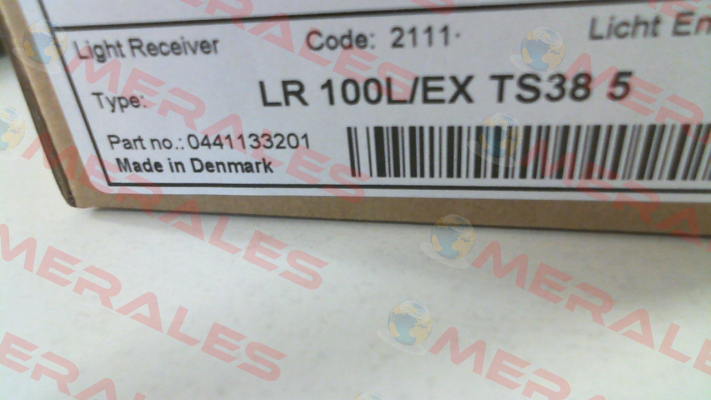 Light Receiver Code: 2111· Licht Em
Type: LR 100L/EX TS38 5
Part no.: 0441133201
Made in Denmark
MERALES
MERALES
MERALES
MERALES
MERALES